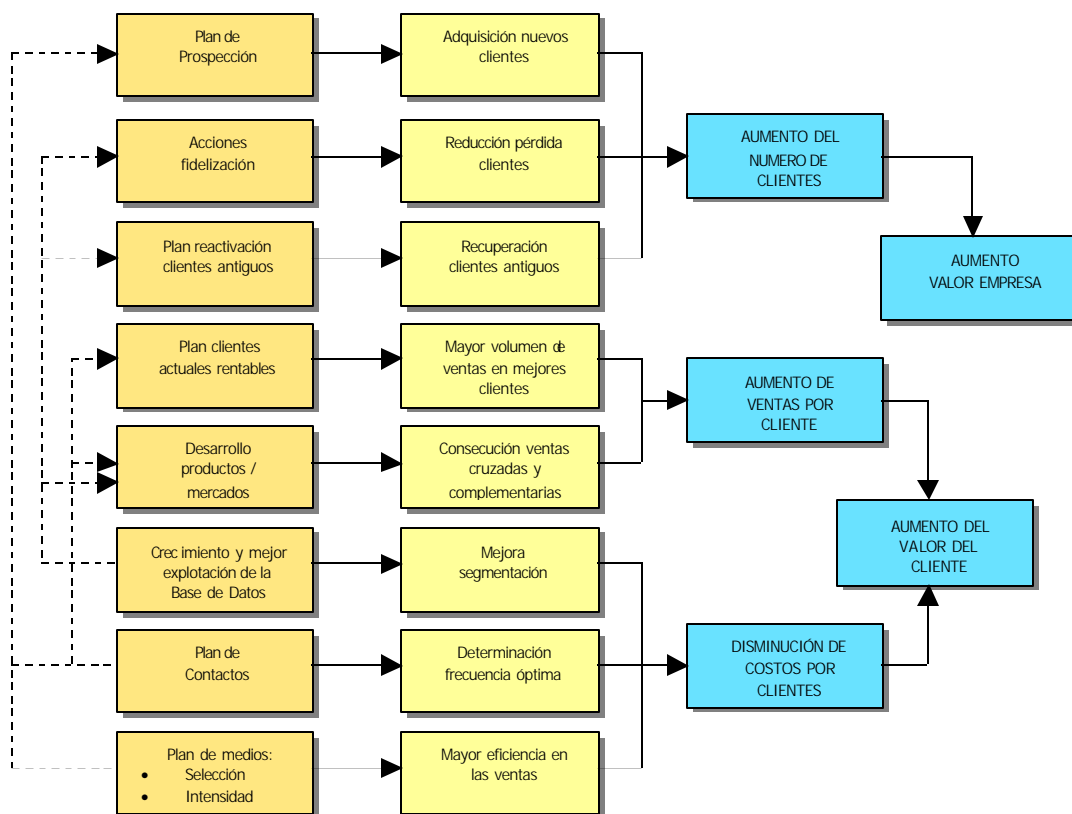 Plan de
Prospección
Adquisición nuevos
clientes
Acciones
fidelización
Reducción pérdida
clientes
AUMENTO DEL
NUMERO DE
CLIENTES
Plan reactivación
clientes antiguos
Recuperación
clientes antiguos
AUMENTO
VALOR EMPRESA
Plan clientes
actuales rentables
Mayor volumen de
ventas en mejores
clientes
AUMENTO DE
VENTAS POR
CLIENTE
Desarrollo
productos /
mercados
Consecución ventas
cruzadas y
complementarias
AUMENTO DEL
VALOR DEL
CLIENTE
Crecimiento y mejor
explotación de la
Base de Datos
Mejora
segmentación
Plan de
Contactos
Determinación
frecuencia óptima
DISMINUCIÓN DE
COSTOS POR
CLIENTES
Plan de medios:
• Selección
• Intensidad
Mayor eficiencia en
las ventas